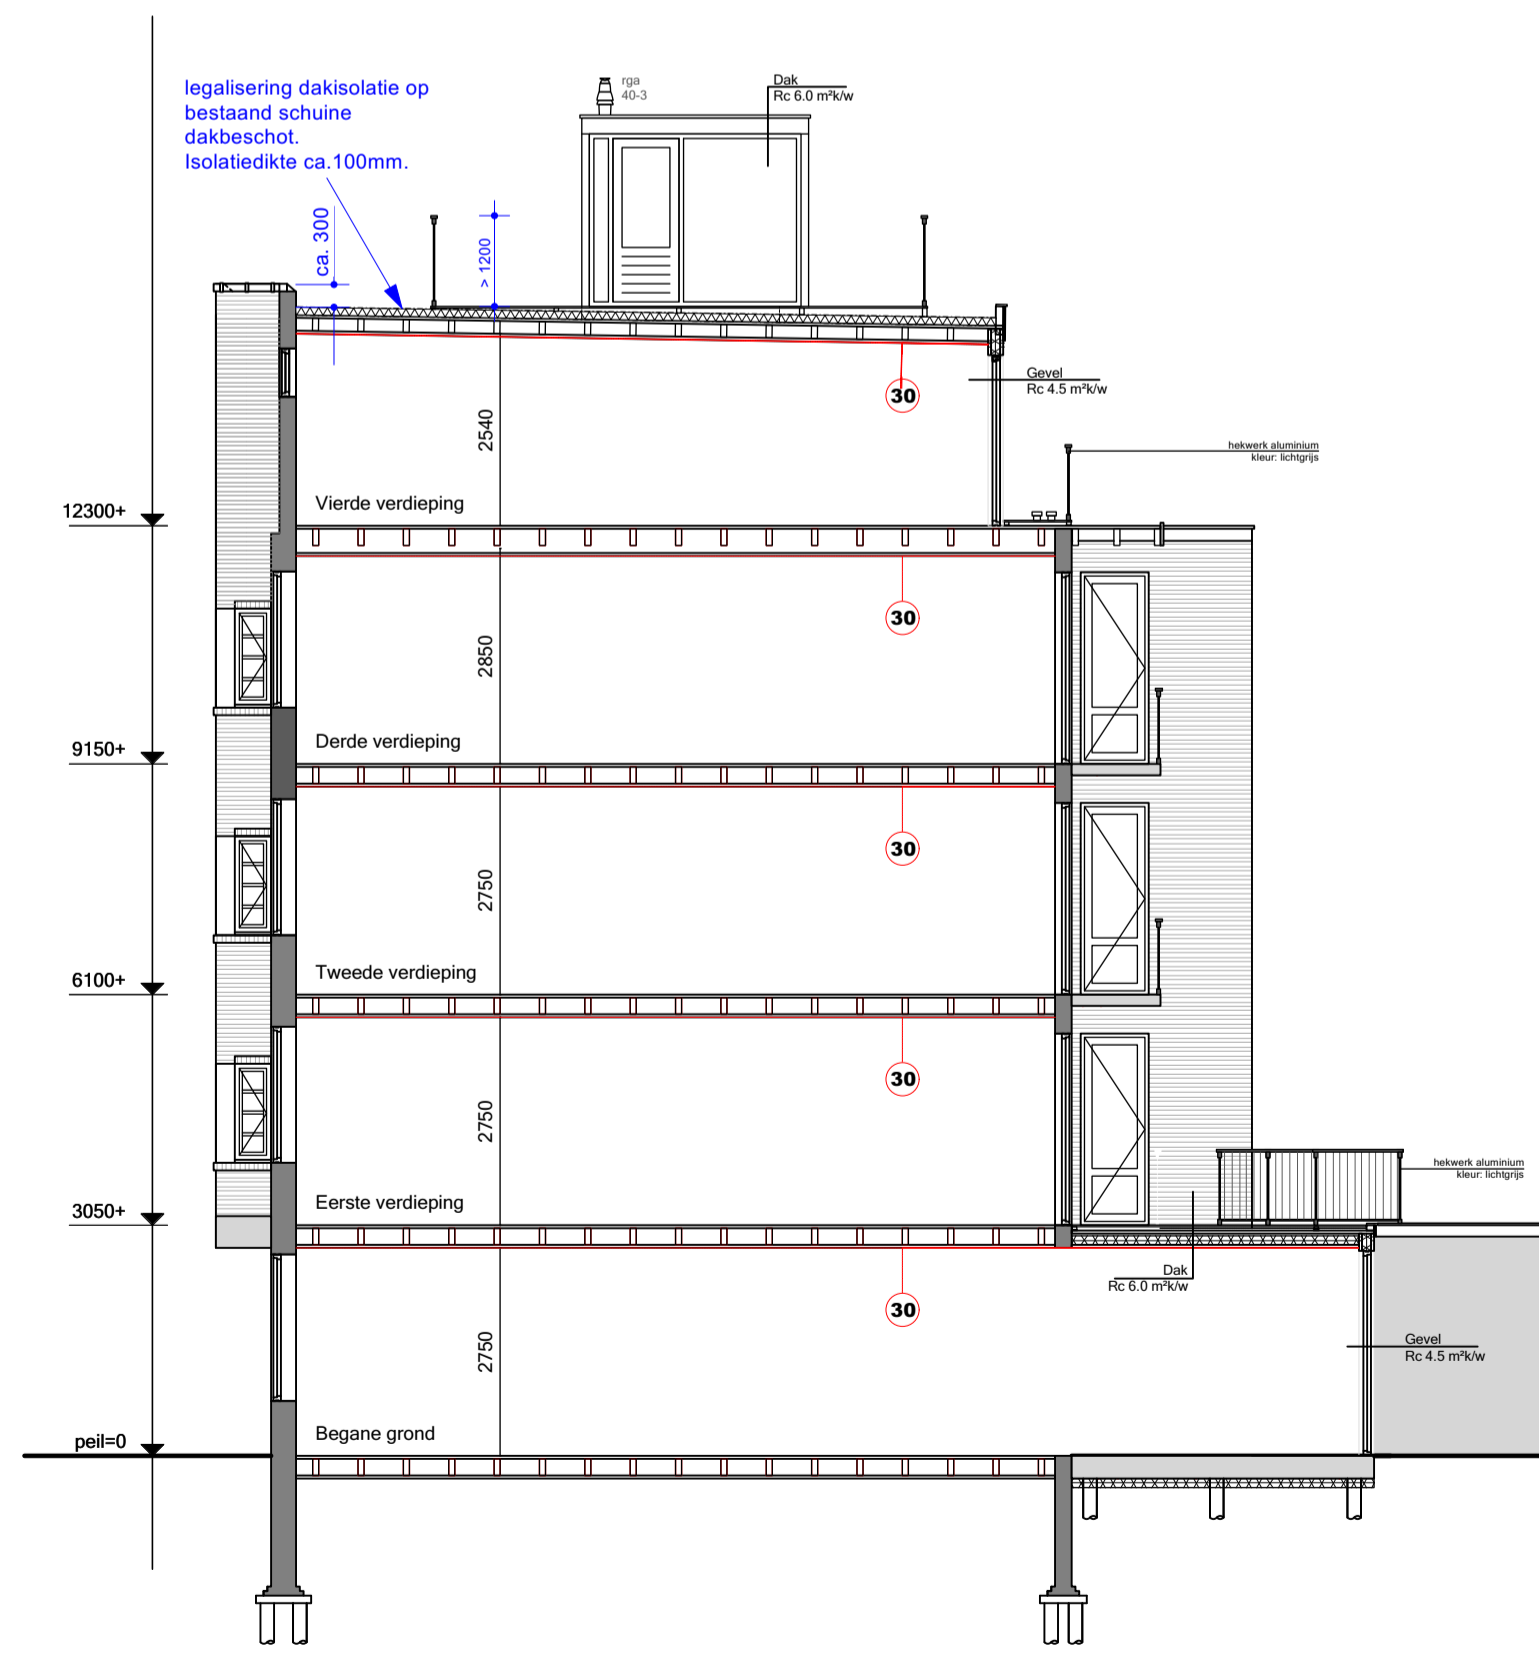 legalisering dakisolatie op
bestaand schuine
dakbeschot.
Isolatiedikte ca.100mm.
rga
40-3
Dak
Rc 6.0 m²k/w
ca. 300
> 1200
Gevel
Rc 4.5 m²k/w
30
2540
hekwerk aluminium
kleur: lichtgrijs
Vierde verdieping
12300+
30
2850
Derde verdieping
9150+
30
2750
Tweede verdieping
6100+
30
2750
hekwerk aluminium
kleur: lichtgrijs
Eerste verdieping
3050+
Dak
Rc 6.0 m²k/w
30
2750
Gevel
Rc 4.5 m²k/w
Begane grond
peil=0